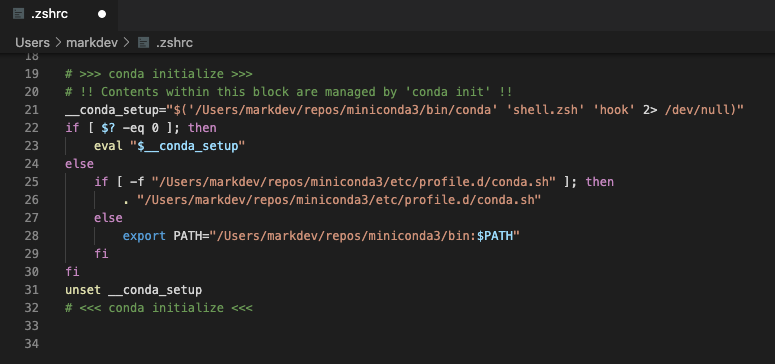 .zshrc
Users > markdev > .zshrc
18
19 # >>> conda initialize >>>
20 # !! Contents within this block are managed by 'conda init' !!
21 __conda_setup="$('/Users/markdev/repos/miniconda3/bin/conda' 'shell.zsh' 'hook' 2> /dev/null)"
22 if [ $? -eq 0 ]; then
23     eval "$__conda_setup"
24 else
25     if [ -f "/Users/markdev/repos/miniconda3/etc/profile.d/conda.sh" ]; then
26         . "/Users/markdev/repos/miniconda3/etc/profile.d/conda.sh"
27     else
28         export PATH="/Users/markdev/repos/miniconda3/bin:$PATH"
29     fi
30 fi
31 unset __conda_setup
32 # <<< conda initialize <<<
33
34